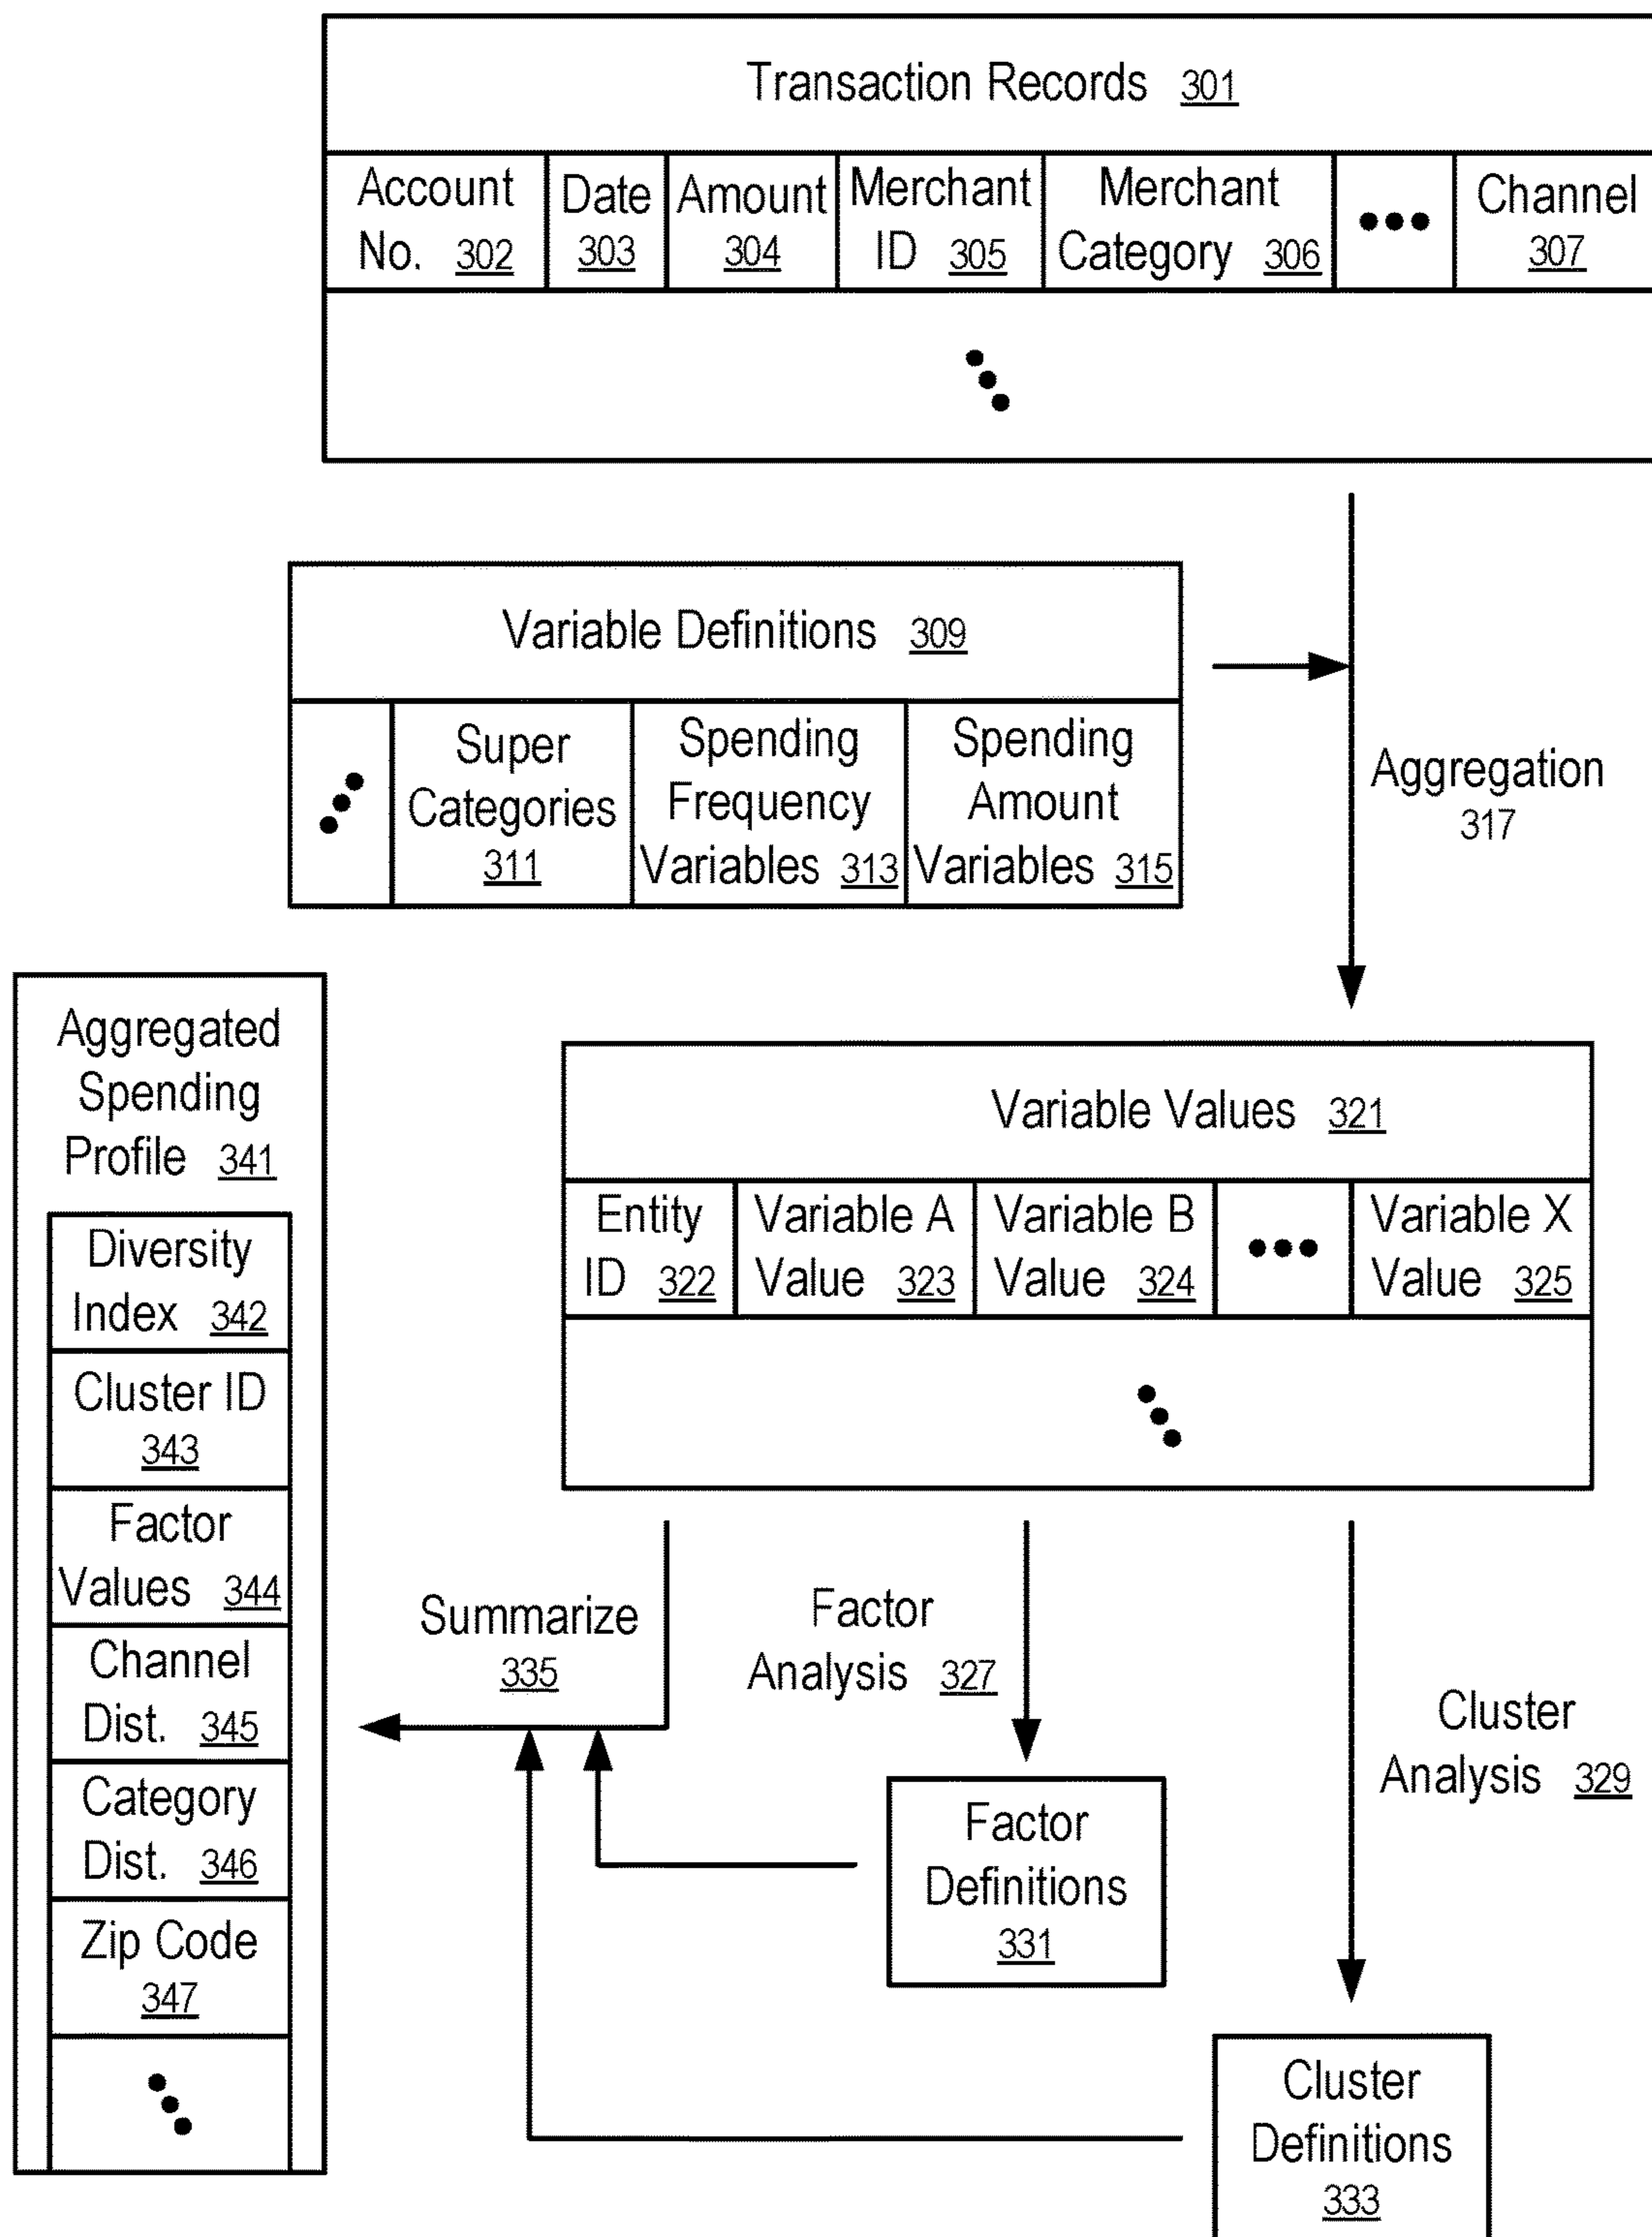 Transaction Records 301
Account
No. 302
Date
303
Amount
304
Merchant
ID 305
Merchant
Category 306
•••
Channel
307
Variable Definitions 309
Super
Categories
311
Spending
Frequency
Variables 313
Spending
Amount
Variables 315
Aggregation
317
Variable Values 321
Entity
ID 322
Variable A
Value 323
Variable B
Value 324
•••
Variable X
Value 325
Aggregated
Spending
Profile 341
Diversity
Index 342
Cluster ID
343
Factor
Values 344
Channel
Dist. 345
Category
Dist. 346
Zip Code
347
Summarize
335
Factor
Analysis 327
Cluster
Analysis 329
Factor
Definitions
331
Cluster
Definitions
333